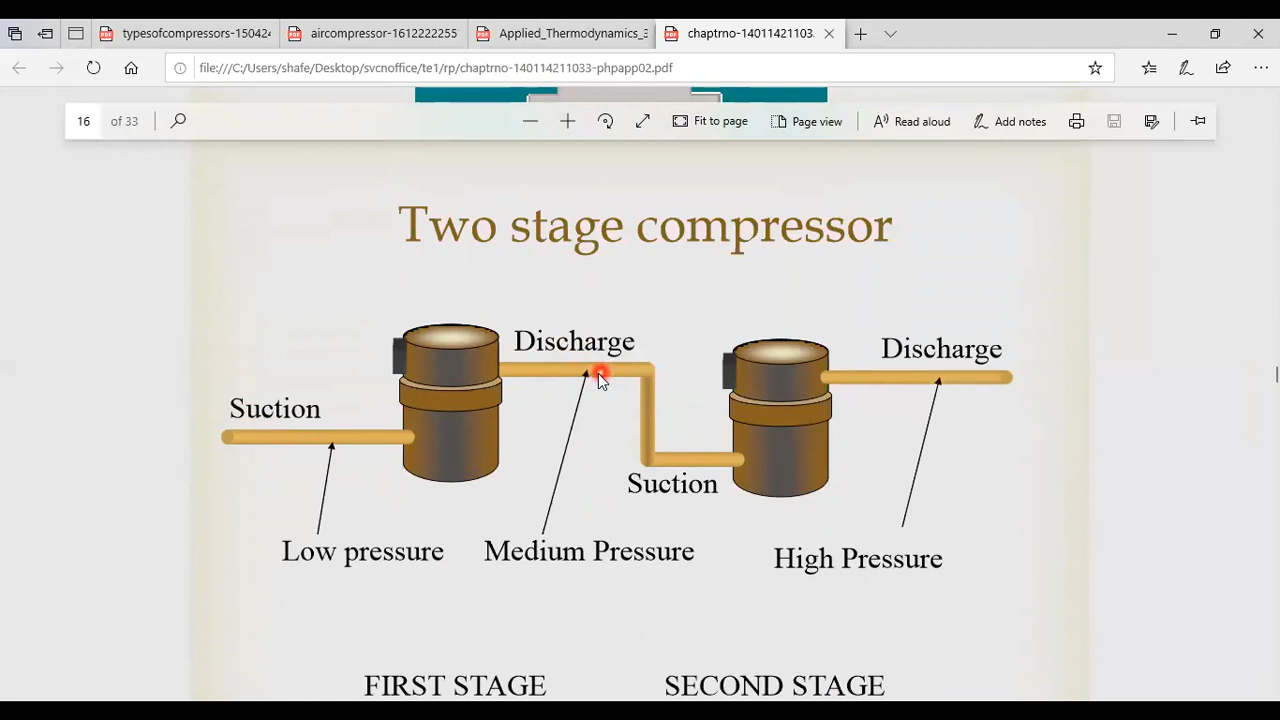 typesofcompressors-150424
aircompressor-1612222255
Applied_Thermodynamics_3
chaptrno-14011421103
file:///C:/Users/shafe/Desktop/svcnoffice/te1/rp/chaptrno-140114211033-phpapp02.pdf
16 of 33
Fit to page
Page view
Read aloud
Add notes
Two stage compressor
Discharge
Discharge
Suction
Suction
Low pressure
Medium Pressure
High Pressure
FIRST STAGE
SECOND STAGE